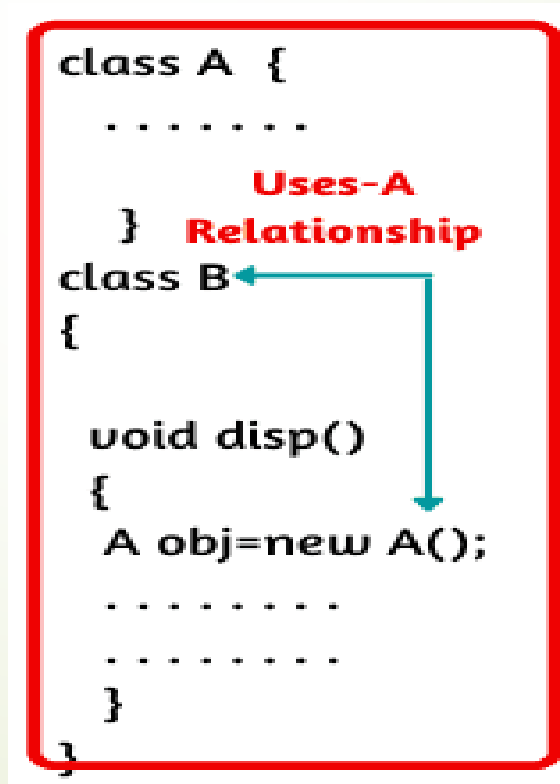 class A {
. . . . . . .
Uses-A
} Relationship
class B
{
void disp()
{
A obj=new A();
. . . . . . . .
. . . . . . . .
}
}